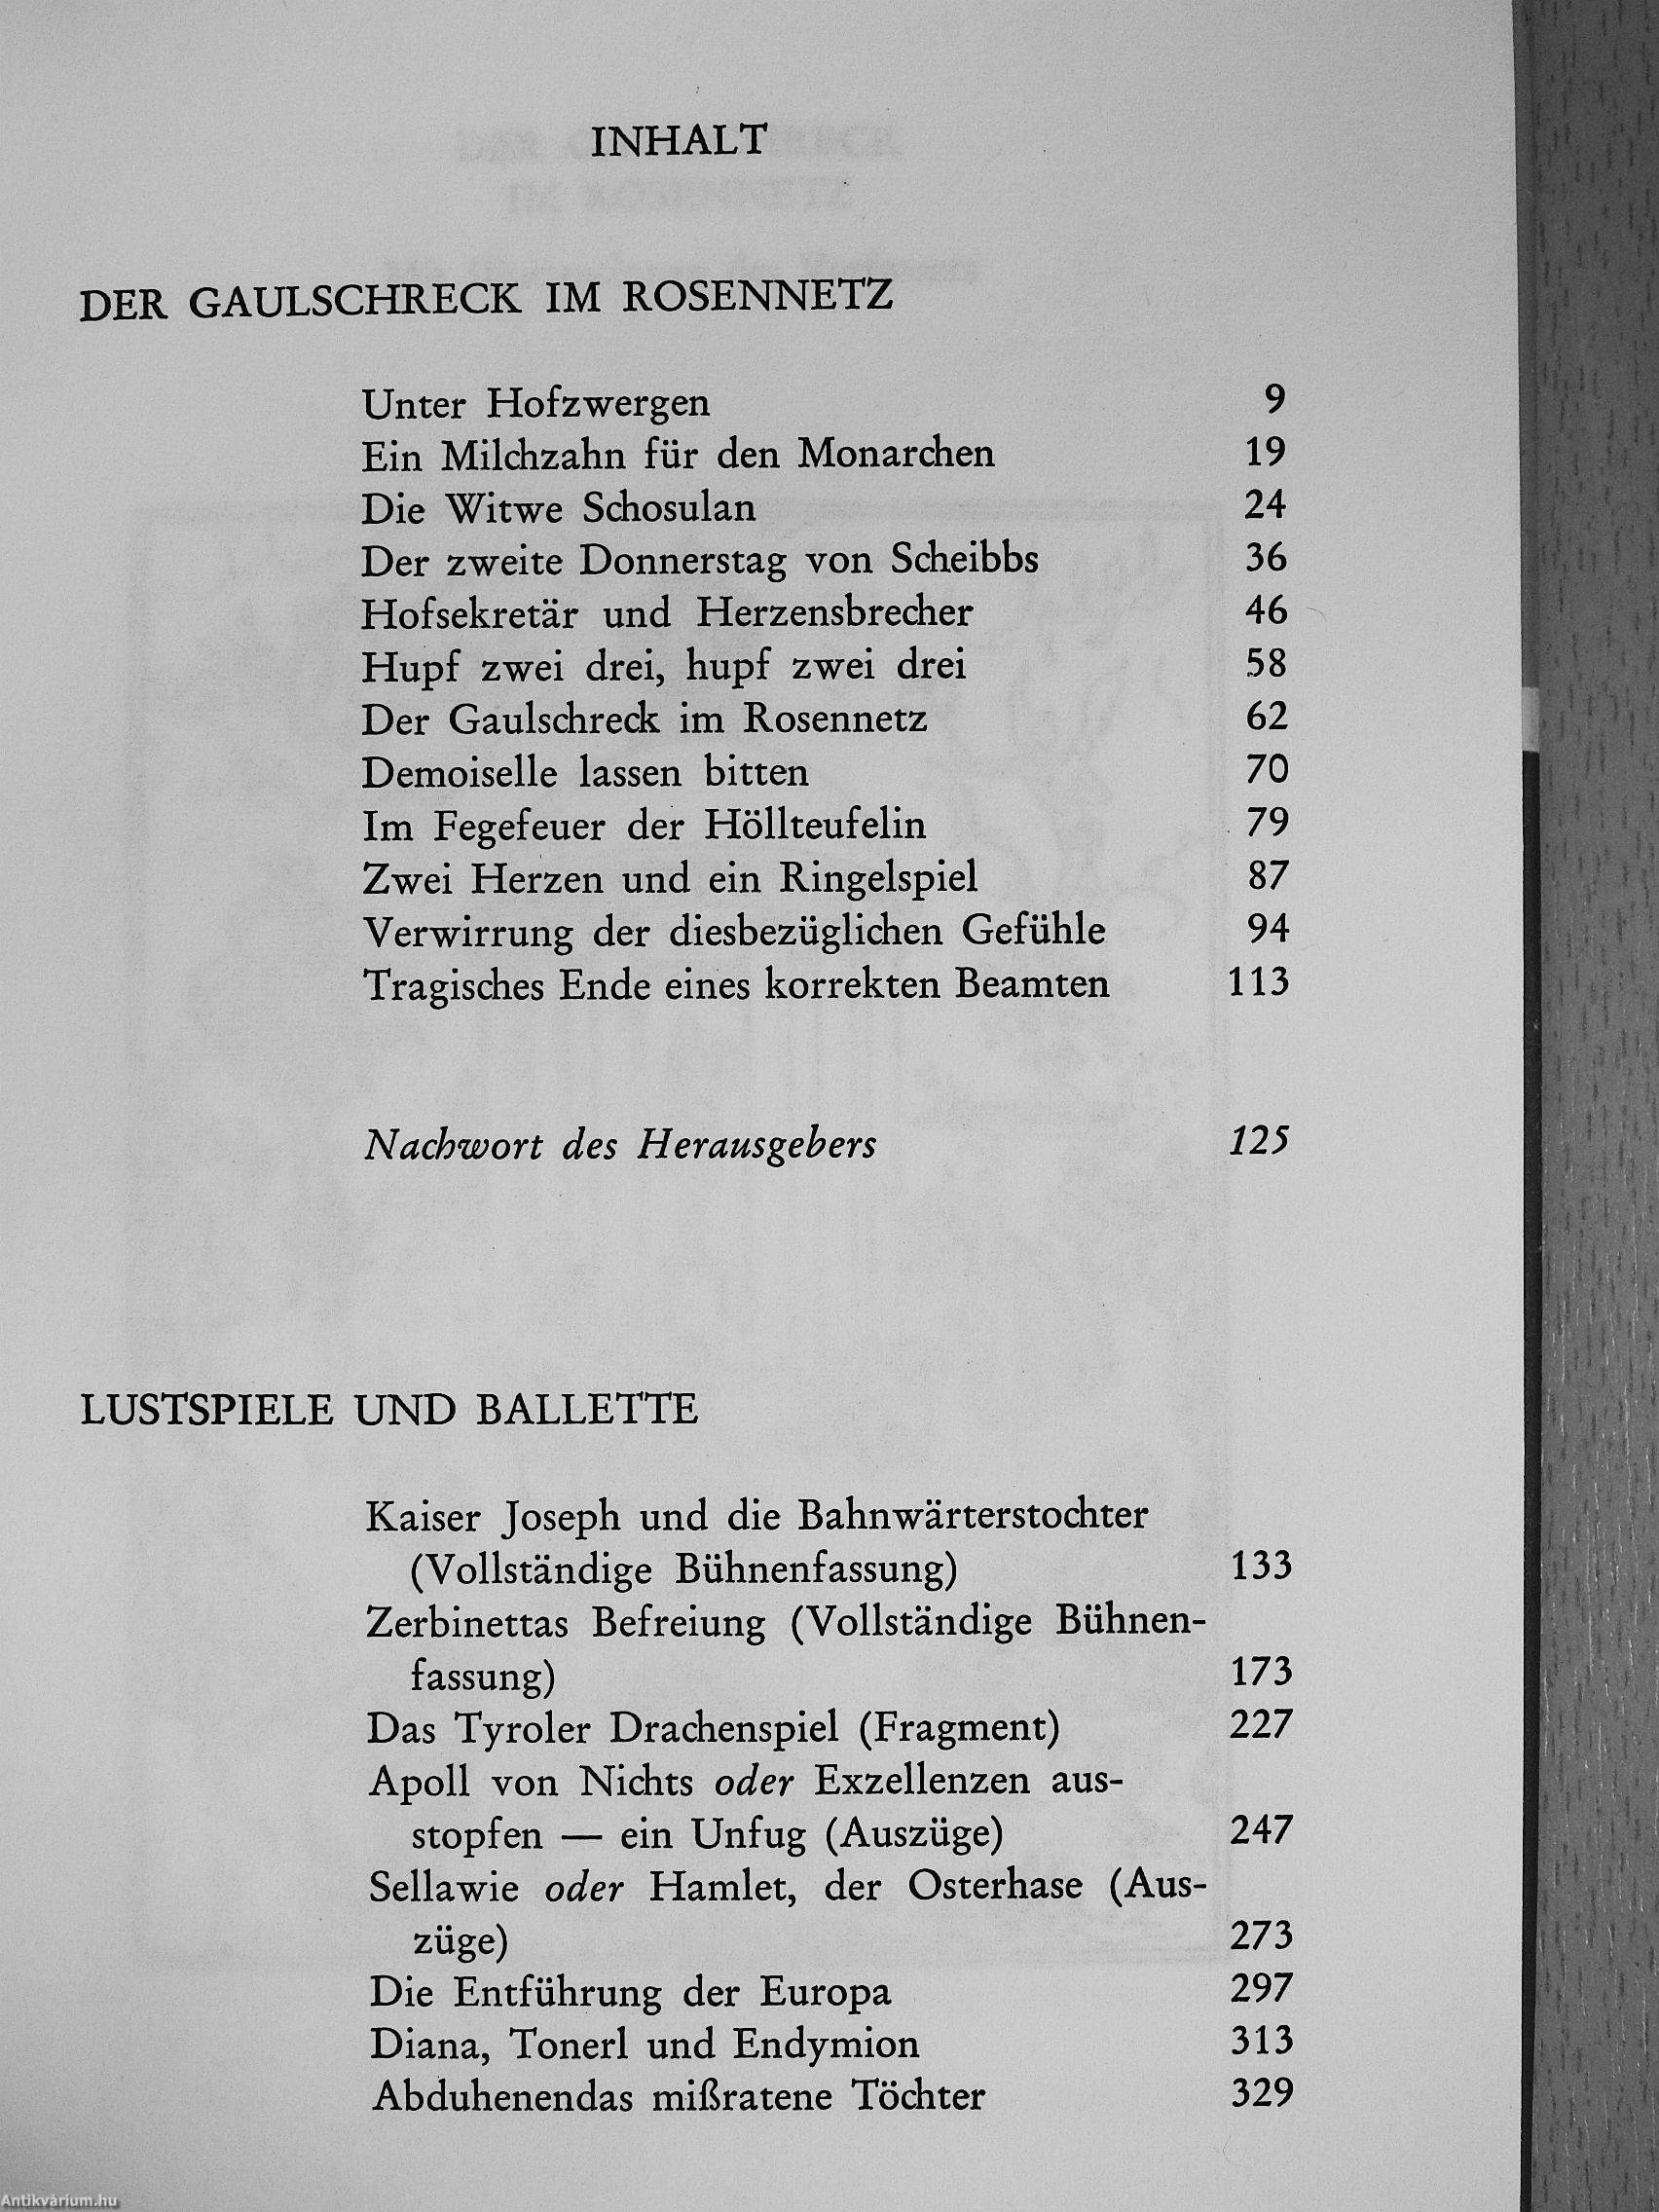 INHALT
DER GAULSCHRECK IM ROSENNETZ
Unter Hofzwergen 9
Ein Milchzahn für den Monarchen 19
Die Witwe Schosulan 24
Der zweite Donnerstag von Scheibbs 36
Hofsekretär und Herzensbrecher 46
Hupf zwei drei, hupf zwei drei 58
Der Gaulschreck im Rosennetz 62
Demoiselle lassen bitten 70
Im Fegefeuer der Höllteufelin 79
Zwei Herzen und ein Ringelspiel 87
Verwirrung der diesbezüglichen Gefühle 94
Tragisches Ende eines korrekten Beamten 113
Nachwort des Herausgebers 125
LUSTSPIELE UND BALLETTE
Kaiser Joseph und die Bahnwärterstochter
(Vollständige Bühnenfassung) 133
Zerbinettas Befreiung (Vollständige Bühnen-
fassung) 173
Das Tyroler Drachenspiel (Fragment) 227
Apoll von Nichts oder Exzellenzen aus-
stopfen — ein Unfug (Auszüge) 247
Sellawie oder Hamlet, der Osterhase (Aus-
züge) 273
Die Entführung der Europa 297
Diana, Tonerl und Endymion 313
Abduhenendas mißratene Töchter 329
Antikvárium.hu